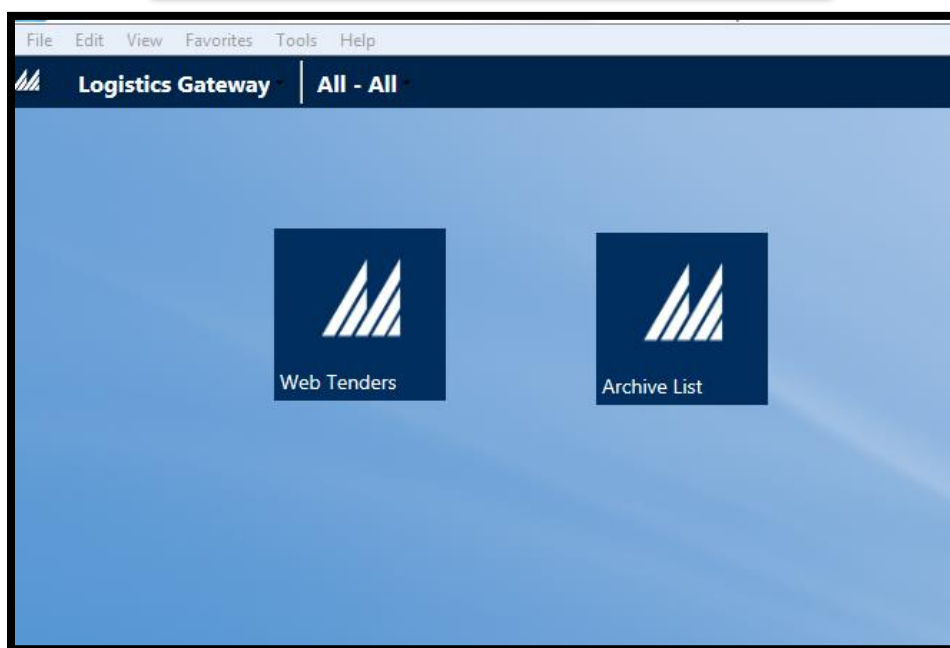 File Edit View Favorites Tools Help
Logistics Gateway All - All
Web Tenders
Archive List